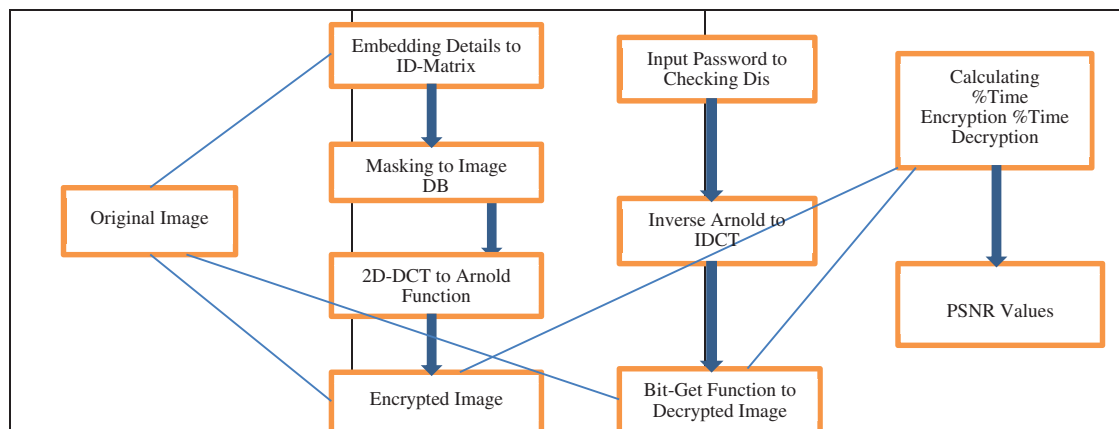 Original Image
Embedding Details to
ID-Matrix
Masking to Image
DB
2D-DCT to Arnold
Function
Encrypted Image
Input Password to
Checking Dis
Inverse Arnold to
IDCT
Bit-Get Function to
Decrypted Image
Calculating
%Time
Encryption %Time
Decryption
PSNR Values